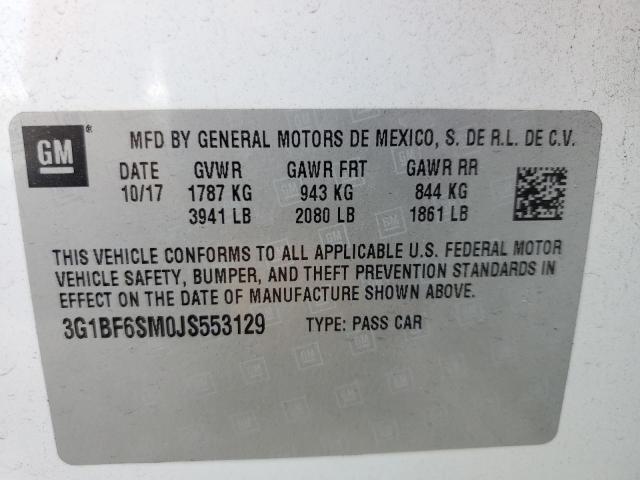 GM ®
MFD BY GENERAL MOTORS DE MEXICO, S. DE R.L. DE C.V.
DATE GVWR GAWR FRT GAWR RR
10/17 1787 KG 943 KG 844 KG
3941 LB 2080 LB 1861 LB
THIS VEHICLE CONFORMS TO ALL APPLICABLE U.S. FEDERAL MOTOR
VEHICLE SAFETY, BUMPER, AND THEFT PREVENTION STANDARDS IN
EFFECT ON THE DATE OF MANUFACTURE SHOWN ABOVE.
3G1BF6SM0JS553129 TYPE: PASS CAR